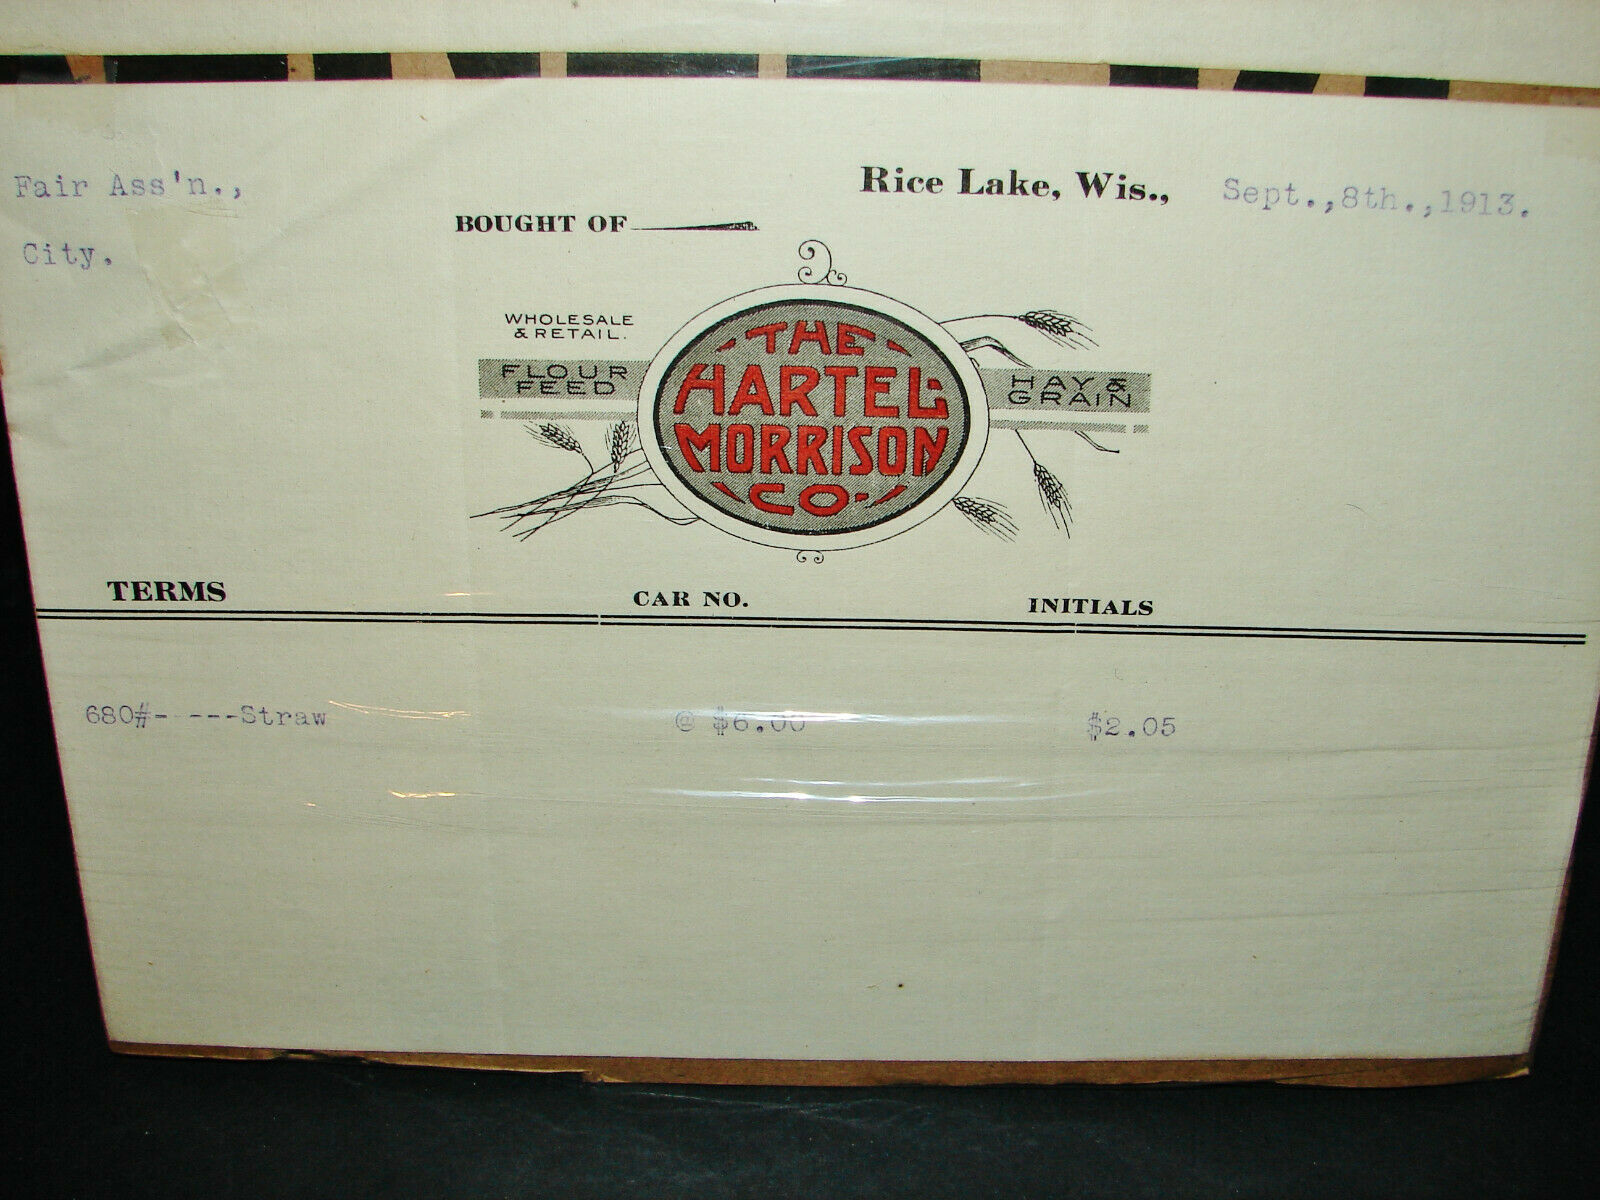 Fair Ass'n.,
City.
Rice Lake, Wis., Sept.,8th.,1913.
BOUGHT OF
WHOLESALE
& RETAIL.
FLOUR
FEED
THE
HARTEL-
MORRISON
CO.
HAY &
GRAIN
TERMS CAR NO. INITIALS
680#- ---Straw @ $6.00 $2.05